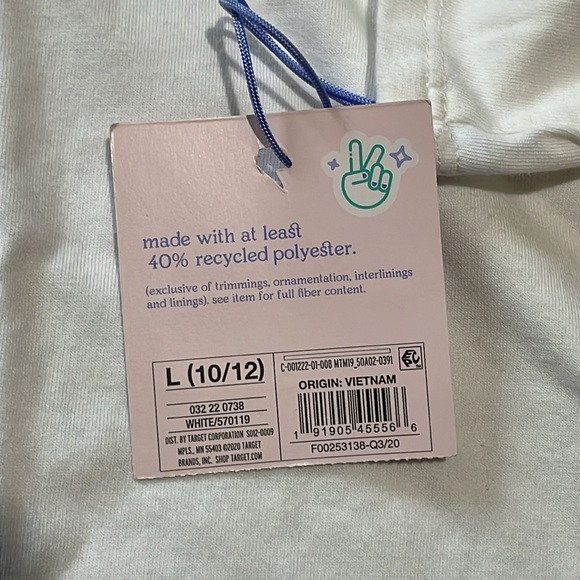 made with at least
40% recycled polyester.
(exclusive of trimmings, ornamentation, interlinings
and linings). see item for full fiber content.
L (10/12)
032 22 0738
WHITE/570119
DIST. BY TARGET CORPORATION SD12-0009
MPLS., MN 55403 ©2020 TARGET
BRANDS, INC. SHOP TARGET.COM
C-001222-01-008 MTM19_50A02-0391
ORIGIN: VIETNAM
1 91905 45556 6
F00253138-Q3/20